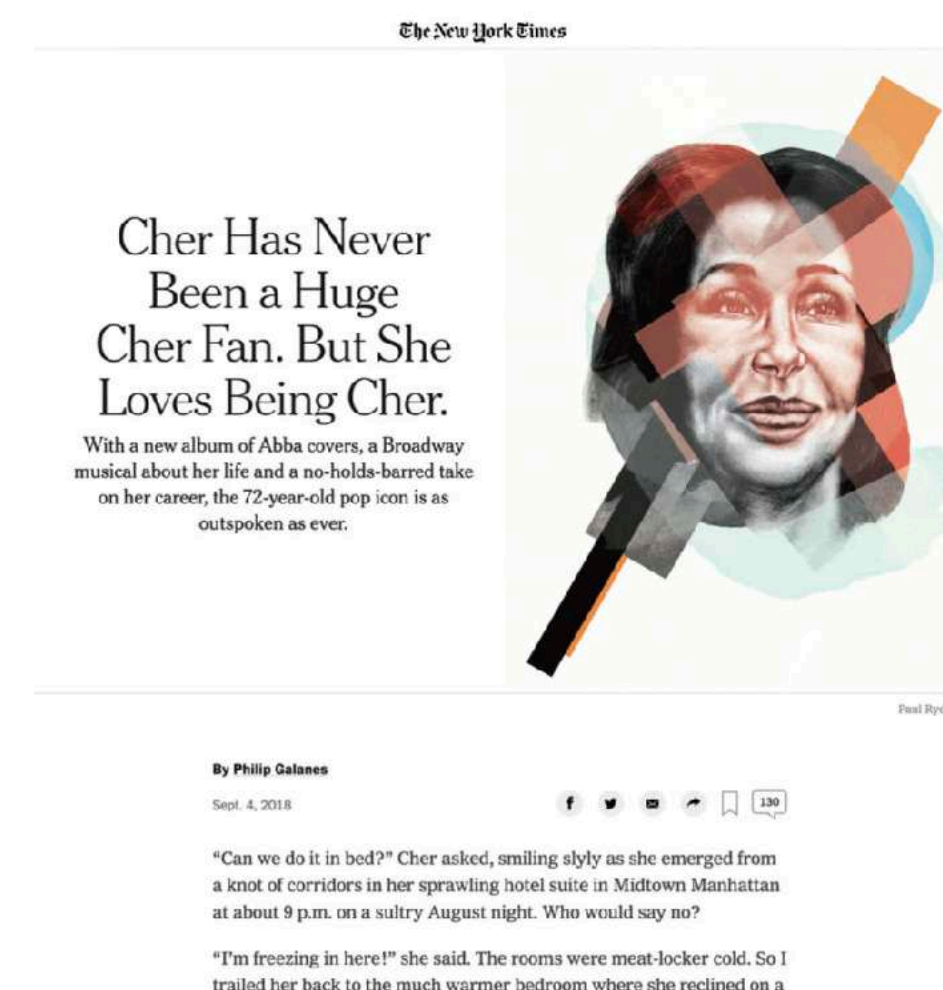 The New York Times
Cher Has Never
Been a Huge
Cher Fan. But She
Loves Being Cher.
With a new album of Abba covers, a Broadway
musical about her life and a no-holds-barred take
on her career, the 72-year-old pop icon is as
outspoken as ever.
Paul
By Philip Galanes
Sept. 4, 2018
130
“Can we do it in bed?” Cher asked, smiling slyly as she emerged from
a knot of corridors in her sprawling hotel suite in Midtown Manhattan
at about 9 p.m. on a sultry August night. Who would say no?
“I’m freezing in here!” she said. The rooms were meat-locker cold. So I
trailed her back to the much warmer bedroom where she reclined on a